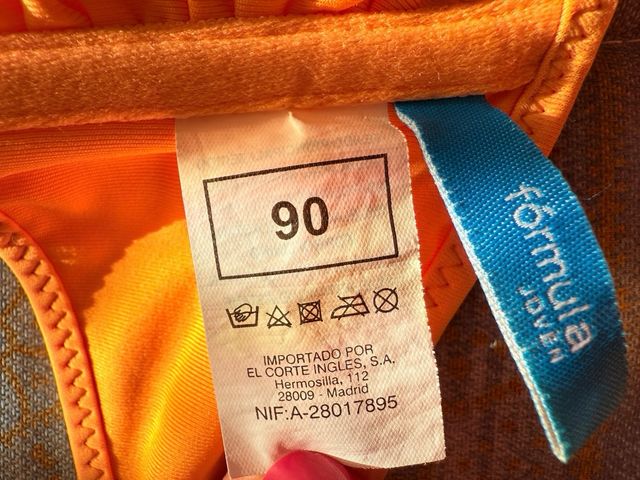 90
IMPORTADO POR
EL CORTE INGLES, S.A.
Hermosilla, 112
28009 - Madrid
NIF:A-28017895
fórmula
JOVEN